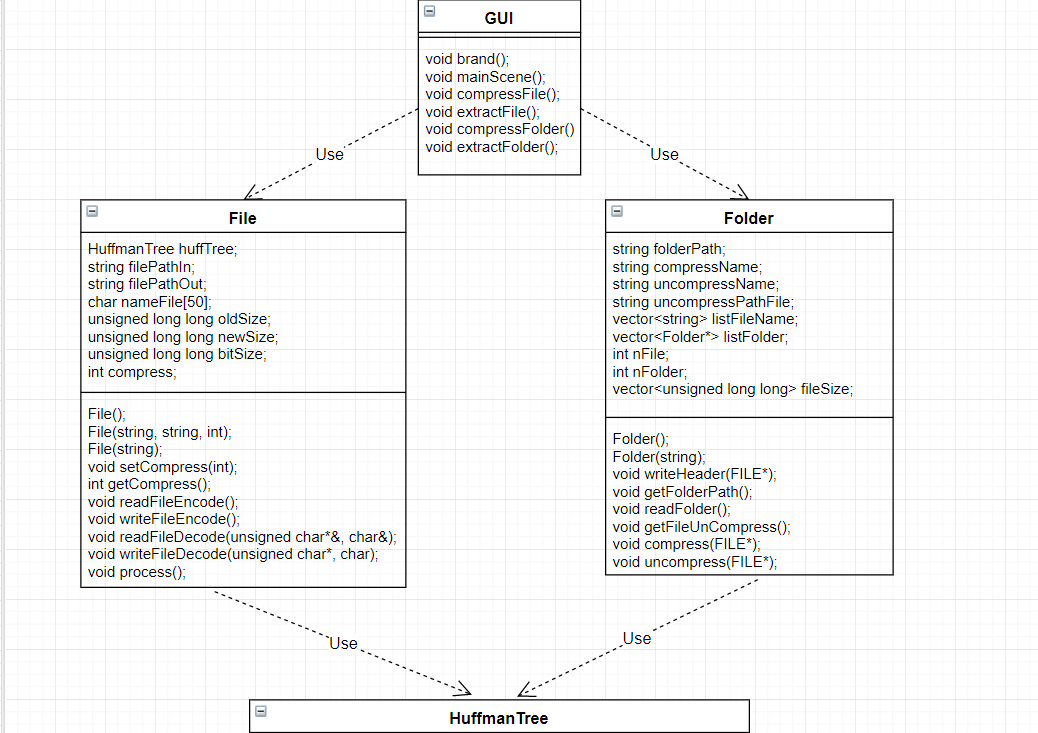 GUI
void brand();
void mainScene();
void compressFile();
void extractFile();
void compressFolder()
void extractFolder();
Use
Use
File
HuffmanTree huffTree;
string filePathIn;
string filePathOut;
char nameFile[50];
unsigned long long oldSize;
unsigned long long newSize;
unsigned long long bitSize;
int compress;
File();
File(string, string, int);
File(string);
void setCompress(int);
int getCompress();
void readFileEncode();
void writeFileEncode();
void readFileDecode(unsigned char*&, char&);
void writeFileDecode(unsigned char*, char);
void process();
Folder
string folderPath;
string compressName;
string uncompressName;
string uncompressPathFile;
vector<string> listFileName;
vector<Folder*> listFolder;
int nFile;
int nFolder;
vector<unsigned long long> fileSize;
Folder();
Folder(string);
void writeHeader(FILE*);
void getFolderPath();
void readFolder();
void getFileUnCompress();
void compress(FILE*);
void uncompress(FILE*);
Use
Use
HuffmanTree